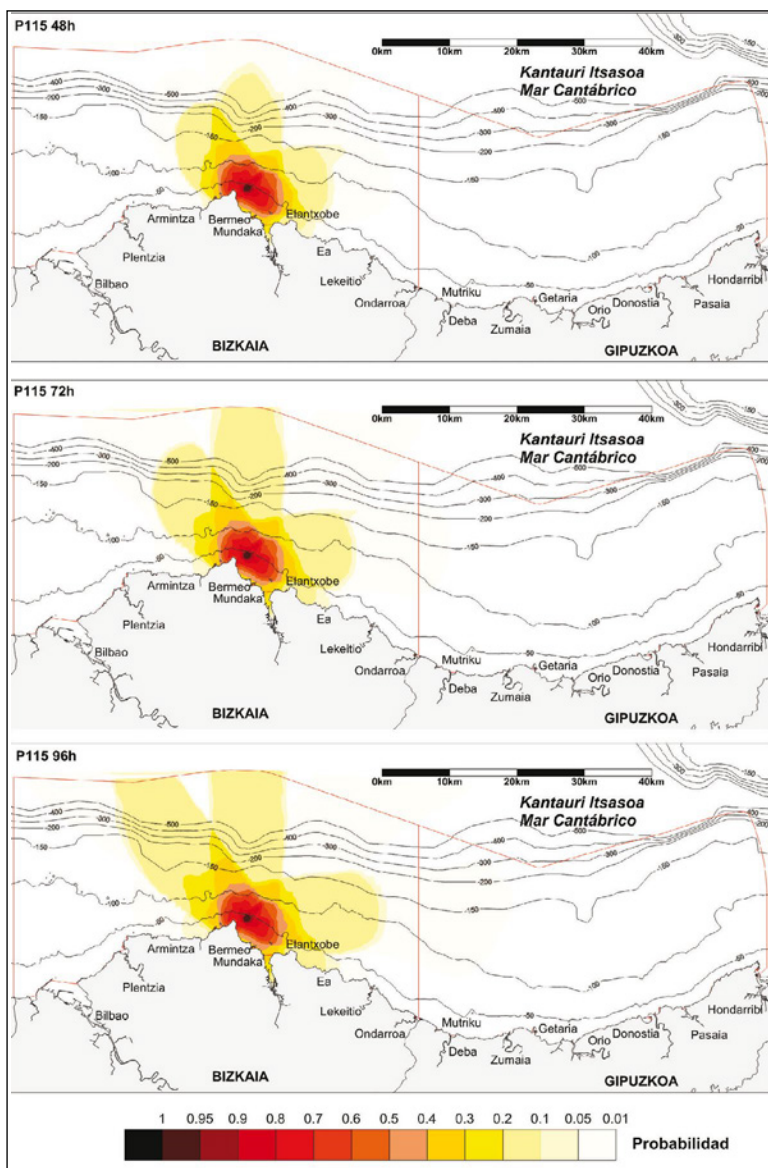 P115 48h
0km 10km 20km 30km 40km
Kantauri Itsasoa
Mar Cantábrico
Armintza
Bermeo
Mundaka
Elantxobe
Ea
Plentzia
Lekeitio
Bilbao
Ondarroa
Mutriku
Deba
Zumaia
Getaria
Orio
Donostia
Pasaia
Hondarribi
BIZKAIA
GIPUZKOA
P115 72h
0km 10km 20km 30km 40km
Kantauri Itsasoa
Mar Cantábrico
Armintza
Bermeo
Mundaka
Elantxobe
Ea
Plentzia
Lekeitio
Bilbao
Ondarroa
Mutriku
Deba
Zumaia
Getaria
Orio
Donostia
Pasaia
Hondarribi
BIZKAIA
GIPUZKOA
P115 96h
0km 10km 20km 30km 40km
Kantauri Itsasoa
Mar Cantábrico
Armintza
Bermeo
Mundaka
Elantxobe
Ea
Plentzia
Lekeitio
Bilbao
Ondarroa
Mutriku
Deba
Zumaia
Getaria
Orio
Donostia
Pasaia
Hondarribi
BIZKAIA
GIPUZKOA
1 0.95 0.9 0.8 0.7 0.6 0.5 0.4 0.3 0.2 0.1 0.05 0.01
Probabilidad